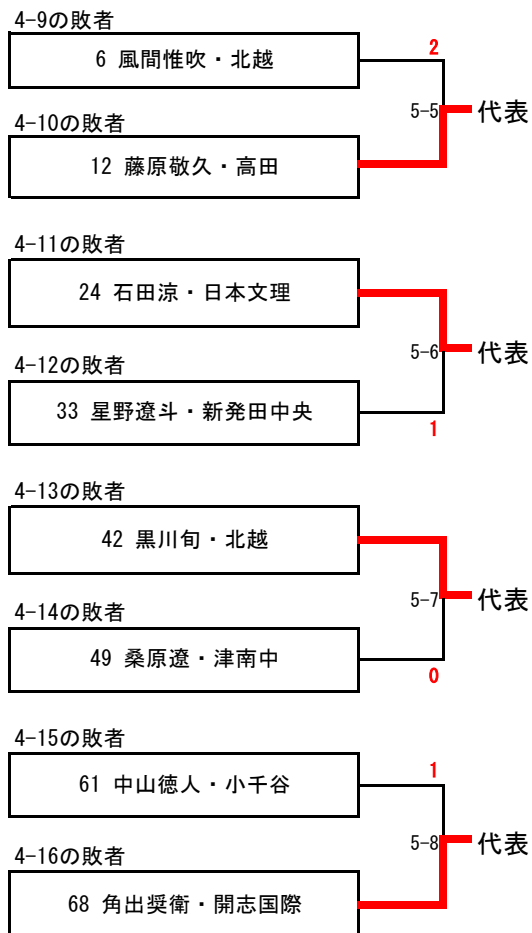 4-9の敗者
6 風間惟吹・北越
2
5-5
代表
4-10の敗者
12 藤原敬久・高田
4-11の敗者
24 石田涼・日本文理
5-6
代表
4-12の敗者
33 星野遼斗・新発田中央
1
4-13の敗者
42 黒川旬・北越
5-7
代表
4-14の敗者
49 桑原遼・津南中
0
4-15の敗者
61 中山徳人・小千谷
1
5-8
代表
4-16の敗者
68 角出奨衛・開志国際